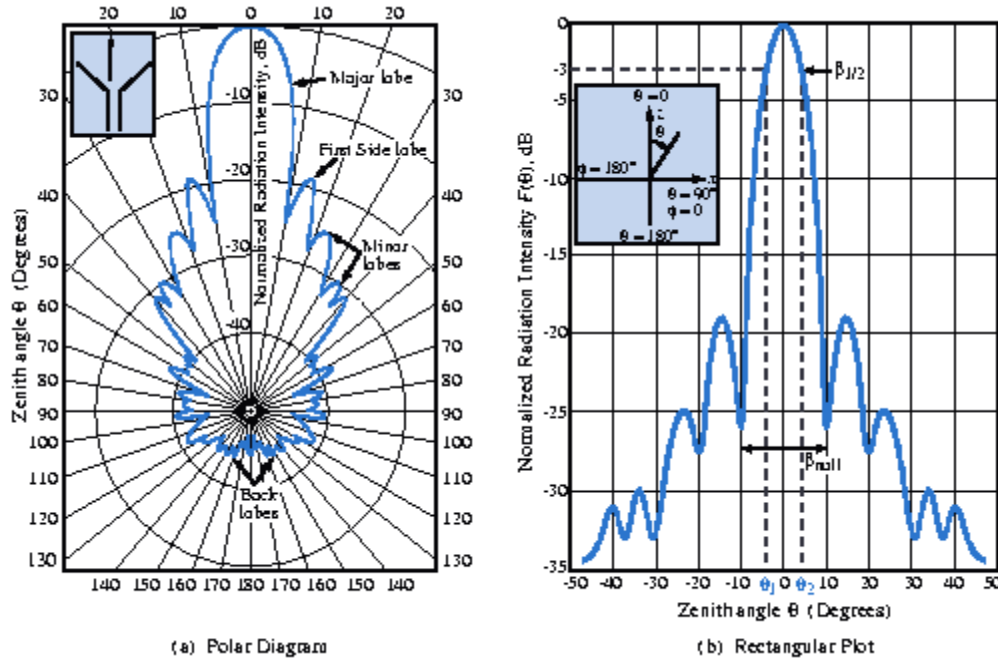 20 10 0 10 20
30 30
40 40
50 50
60 60
70 70
80 80
90 90
100 100
110 110
120 120
130 130
140 160 170 180 170 160 140
Zenith angle θ (Degrees)
Normalized Radiation Intensity, dB
-10
-20
-30
-40
Major lobe
First Side lobe
Minor
lobes
Back
lobes
(a) Polar Diagram
-0
-3
-10
-15
-20
-25
-30
-35
Normalized Radiation Intensity F(θ), dB
β1/2
θ = 0
z
θ
ϕ = 180°
x
θ = 90°
ϕ = 0
θ = 180°
βnull
-50 -40 -30 -20 -10 θ1 0 θ2 10 20 30 40 50
Zenith angle θ (Degrees)
(b) Rectangular Plot